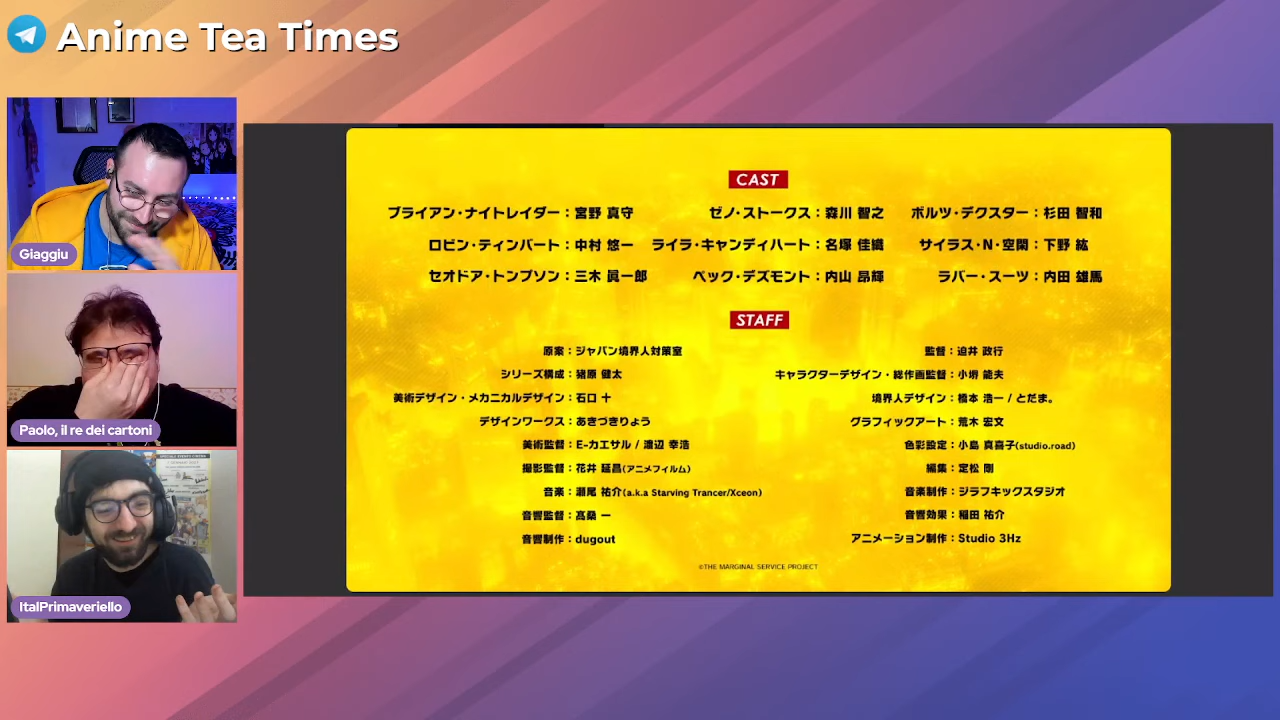 Anime Tea Times
Giaggiu
Paolo, il re dei cartoni
ItalPrimaveriello
CAST
ブライアン・ナイトレイダー：宮野 真守
ゼノ・ストークス：森川 智之
ボルツ・デクスター：杉田 智和
ロビン・ティンバート：中村 悠一
ライラ・キャンディハート：名塚 佳織
サイラス・N・空閑：下野 紘
セオドア・トンプソン：三木 眞一郎
ペック・デズモンド：内山 昂輝
ラバー・スーツ：内田 雄馬
STAFF
原案：ジャパン境界人対策室
監督：迫井 政行
シリーズ構成：猪原 健太
キャラクターデザイン・総作画監督：小堺 能夫
美術デザイン・メカニカルデザイン：石口 十
境界人デザイン：橋本 浩一 / とだま。
デザインワークス：あきづきりょう
グラフィックアート：荒木 宏文
美術監督：E-カエサル / 渡辺 幸浩
色彩設定：小島 真喜子(studio.road)
撮影監督：花井 延昌(アニメフィルム)
編集：定松 剛
音楽：瀬尾 祐介(a.k.a Starving Trancer/Xceon)
音楽制作：ジラフキックスタジオ
音響監督：髙桑 一
音響効果：稲田 祐介
音響制作：dugout
アニメーション制作：Studio 3Hz
©THE MARGINAL SERVICE PROJECT